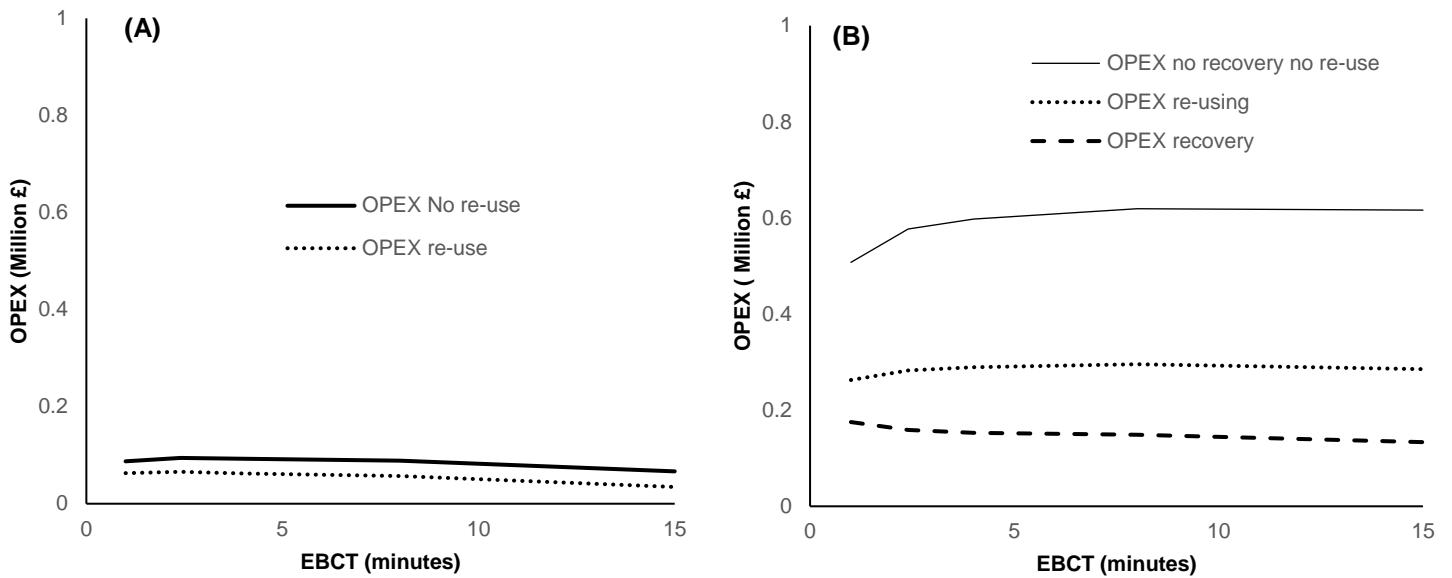 (A)
OPEX (Million £)
1
0.8
0.6
0.4
0.2
0
OPEX No re-use
OPEX re-use
0 5 10 15
EBCT (minutes)
(B)
OPEX ( Million £)
1
0.8
0.6
0.4
0.2
0
OPEX no recovery no re-use
OPEX re-using
OPEX recovery
0 5 10 15
EBCT (minutes)